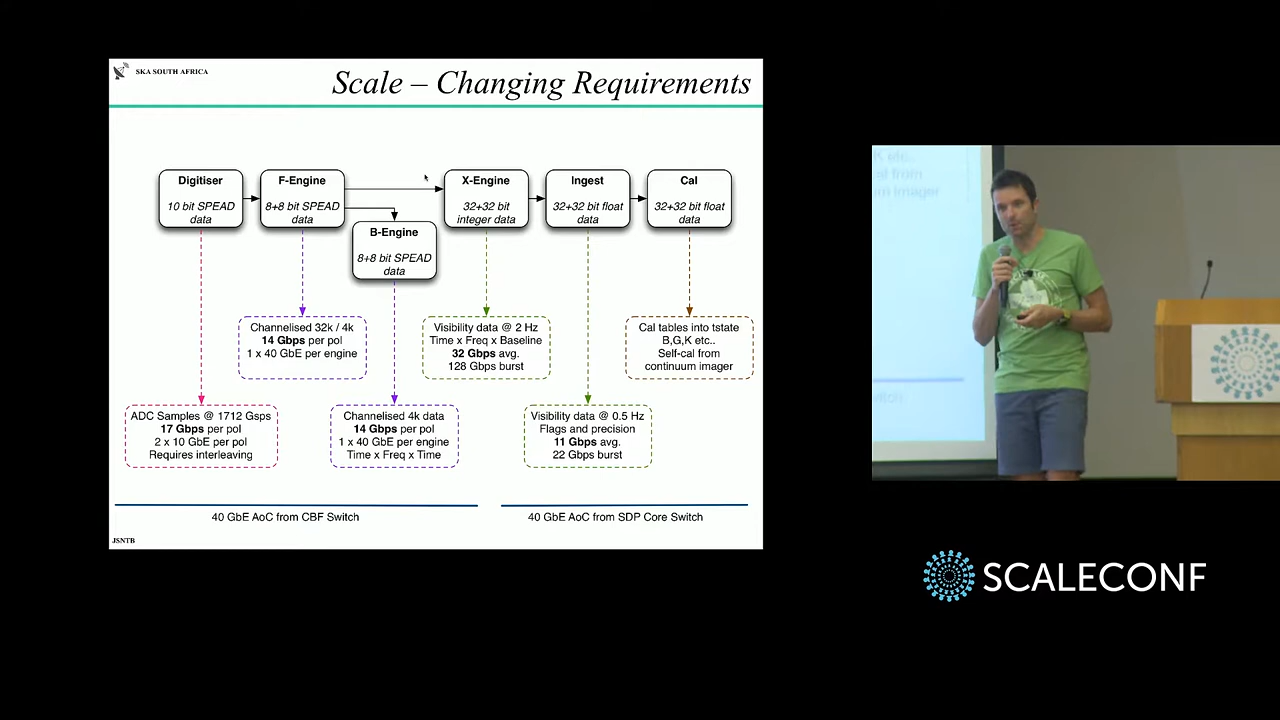 SKA SOUTH AFRICA
Scale – Changing Requirements
Digitiser
10 bit SPEAD
data
F-Engine
8+8 bit SPEAD
data
B-Engine
8+8 bit SPEAD
data
X-Engine
32+32 bit
integer data
Ingest
32+32 bit float
data
Cal
32+32 bit float
data
Channelised 32k / 4k
14 Gbps per pol
1 x 40 GbE per engine
Visibility data @ 2 Hz
Time x Freq x Baseline
32 Gbps avg.
128 Gbps burst
Cal tables into tstate
B,G,K etc..
Self-cal from
continuum imager
ADC Samples @ 1712 Gsps
17 Gbps per pol
2 x 10 GbE per pol
Requires interleaving
Channelised 4k data
14 Gbps per pol
1 x 40 GbE per engine
Time x Freq x Time
Visibility data @ 0.5 Hz
Flags and precision
11 Gbps avg.
22 Gbps burst
40 GbE AoC from CBF Switch
40 GbE AoC from SDP Core Switch
JSNTB
etc..
from
imager
SCALECONF